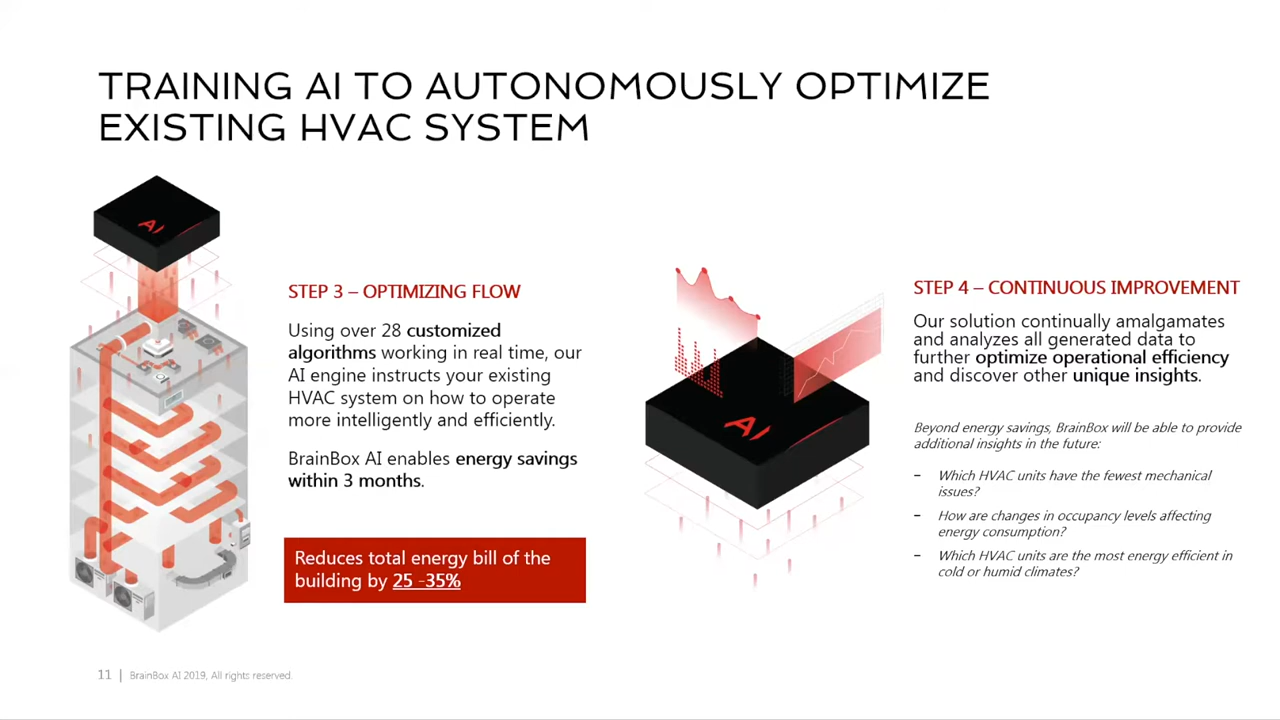 TRAINING AI TO AUTONOMOUSLY OPTIMIZE
EXISTING HVAC SYSTEM
AI
STEP 3 – OPTIMIZING FLOW
Using over 28 customized
algorithms working in real time, our
AI engine instructs your existing
HVAC system on how to operate
more intelligently and efficiently.
BrainBox AI enables energy savings
within 3 months.
Reduces total energy bill of the
building by 25 -35%
AI
STEP 4 – CONTINUOUS IMPROVEMENT
Our solution continually amalgamates
and analyzes all generated data to
further optimize operational efficiency
and discover other unique insights.
Beyond energy savings, BrainBox will be able to provide
additional insights in the future:
– Which HVAC units have the fewest mechanical
issues?
– How are changes in occupancy levels affecting
energy consumption?
– Which HVAC units are the most energy efficient in
cold or humid climates?
11 | BrainBox AI 2019, All rights reserved.